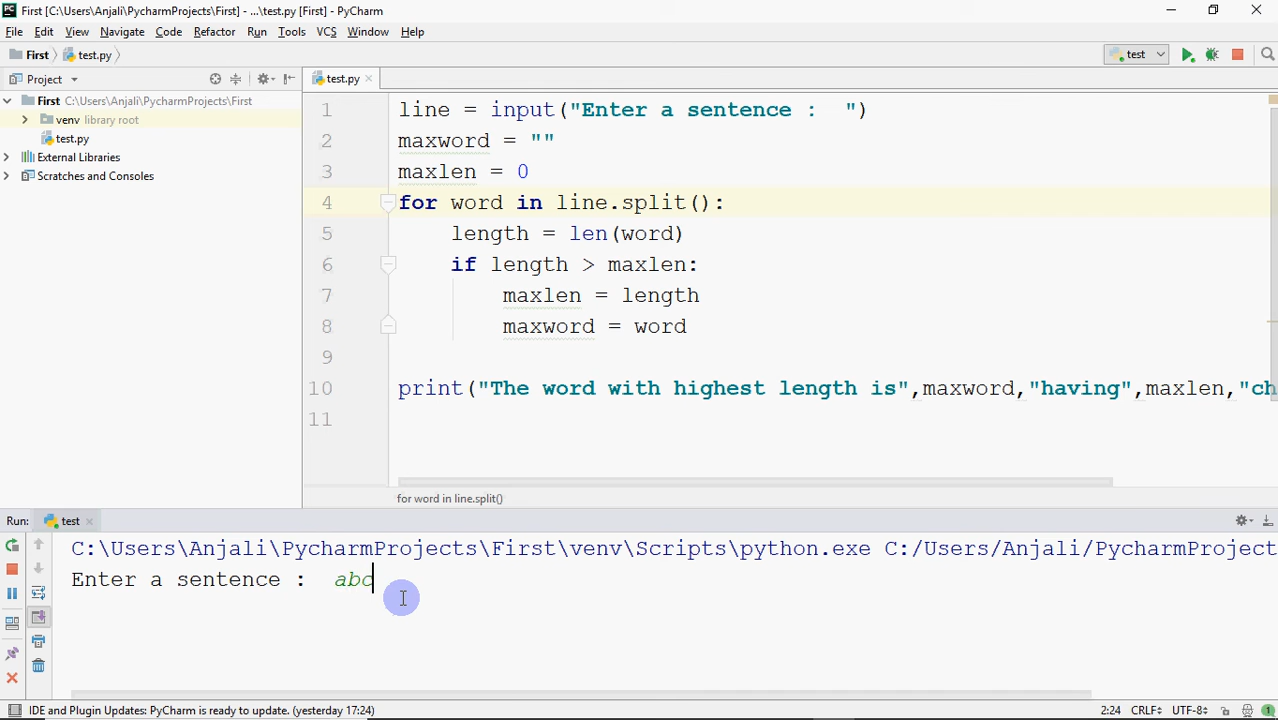 PC First [C:\Users\Anjali\PycharmProjects\First] - ...\test.py [First] - PyCharm
File Edit View Navigate Code Refactor Run Tools VCS Window Help
First test.py test
Project test.py
First C:\Users\Anjali\PycharmProjects\First
venv library root
test.py
External Libraries
Scratches and Consoles
1 line = input("Enter a sentence :  ")
2 maxword = ""
3 maxlen = 0
4 for word in line.split():
5     length = len(word)
6     if length > maxlen:
7         maxlen = length
8         maxword = word
9
10 print("The word with highest length is",maxword,"having",maxlen,"ch
11
for word in line.split()
Run: test
C:\Users\Anjali\PycharmProjects\First\venv\Scripts\python.exe C:/Users/Anjali/PycharmProject
Enter a sentence :  abc
IDE and Plugin Updates: PyCharm is ready to update. (yesterday 17:24) 2:24 CRLF UTF-8 1